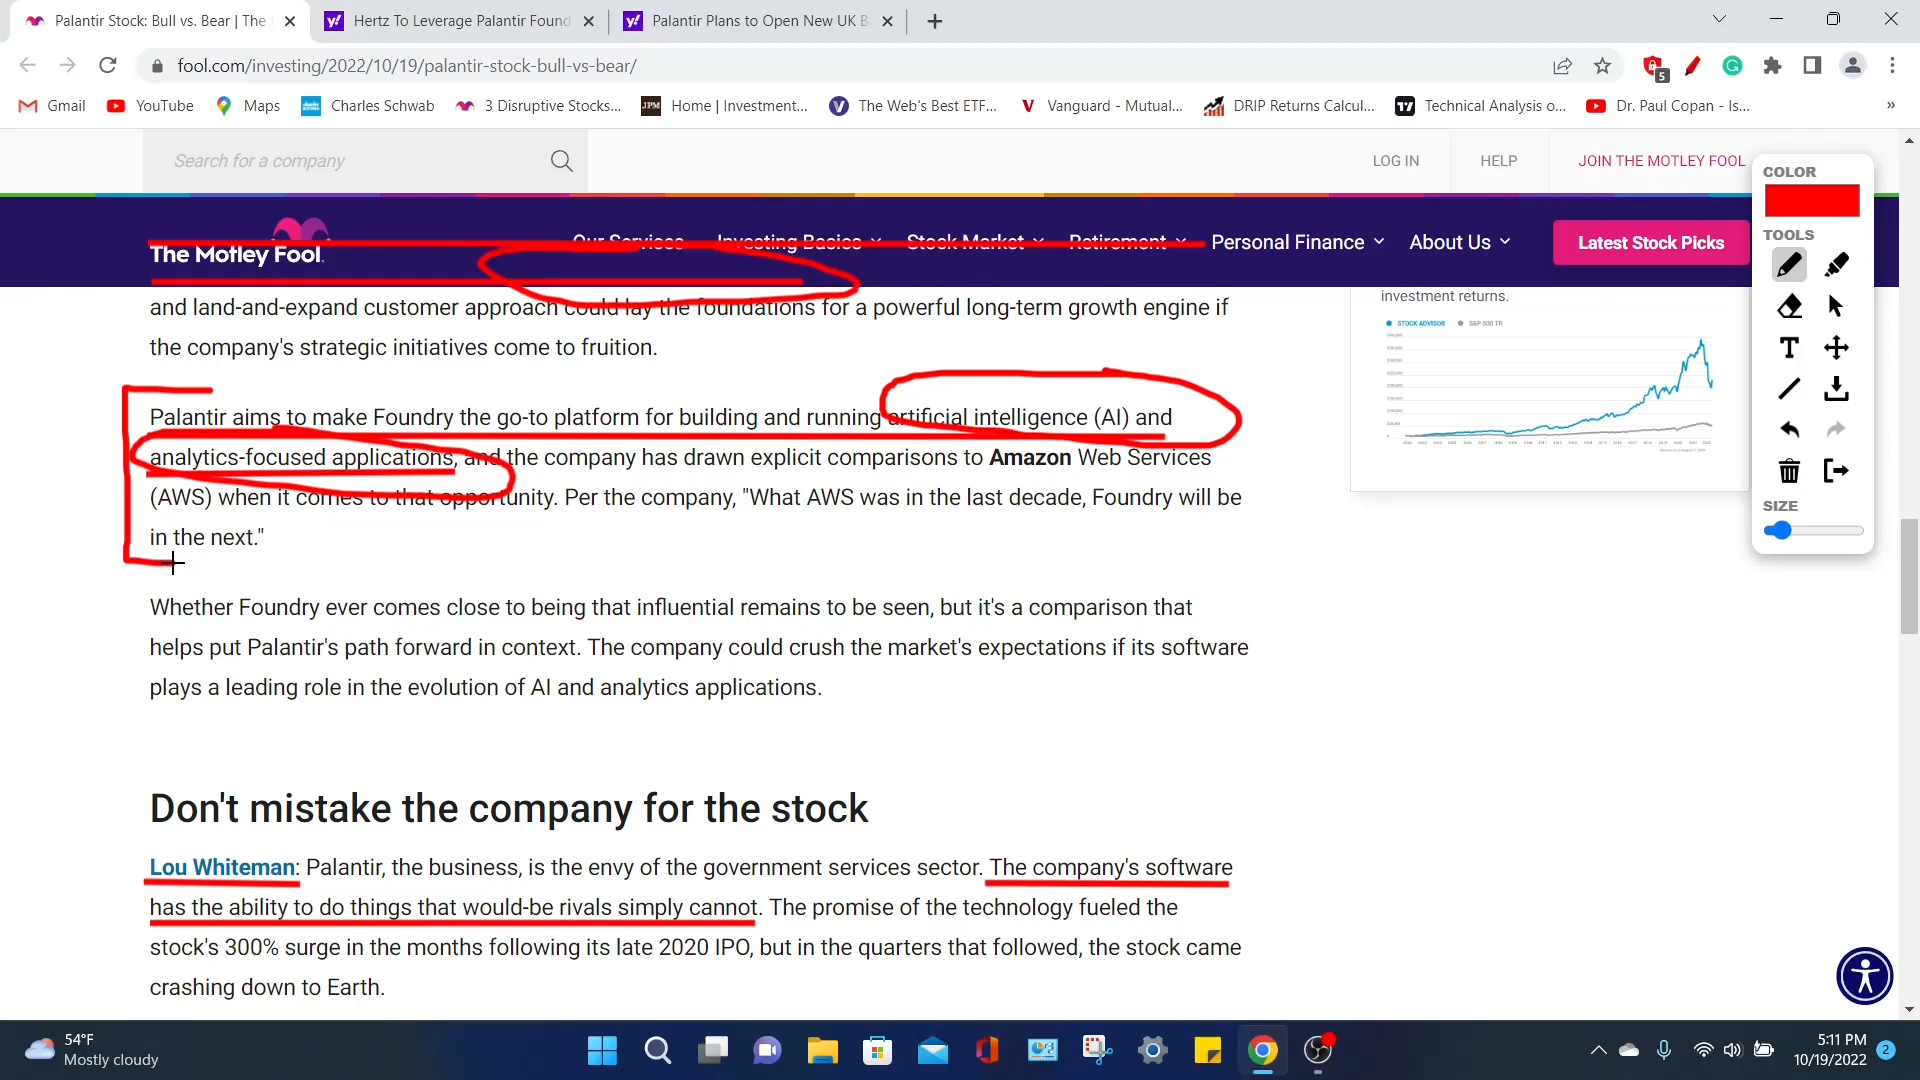 Palantir Stock: Bull vs. Bear | The
Hertz To Leverage Palantir Found
Palantir Plans to Open New UK B
fool.com/investing/2022/10/19/palantir-stock-bull-vs-bear/
5
Gmail
YouTube
Maps
Charles Schwab
3 Disruptive Stocks...
JPM
Home | Investment...
The Web's Best ETF...
Vanguard - Mutual...
DRIP Returns Calcul...
Technical Analysis o...
Dr. Paul Copan - Is...
Search for a company
LOG IN
HELP
JOIN THE MOTLEY FOOL
The Motley Fool.
Our Services
Investing Basics
Stock Market
Retirement
Personal Finance
About Us
Latest Stock Picks
COLOR
TOOLS
SIZE
investment returns.
STOCK ADVISOR
S&P 500 TR
and land-and-expand customer approach could lay the foundations for a powerful long-term growth engine if
the company's strategic initiatives come to fruition.
Palantir aims to make Foundry the go-to platform for building and running artificial intelligence (AI) and
analytics-focused applications, and the company has drawn explicit comparisons to Amazon Web Services
(AWS) when it comes to that opportunity. Per the company, "What AWS was in the last decade, Foundry will be
in the next."
Whether Foundry ever comes close to being that influential remains to be seen, but it's a comparison that
helps put Palantir's path forward in context. The company could crush the market's expectations if its software
plays a leading role in the evolution of AI and analytics applications.
Don't mistake the company for the stock
Lou Whiteman: Palantir, the business, is the envy of the government services sector. The company's software
has the ability to do things that would-be rivals simply cannot. The promise of the technology fueled the
stock's 300% surge in the months following its late 2020 IPO, but in the quarters that followed, the stock came
crashing down to Earth.
54°F
Mostly cloudy
5:11 PM
10/19/2022
2